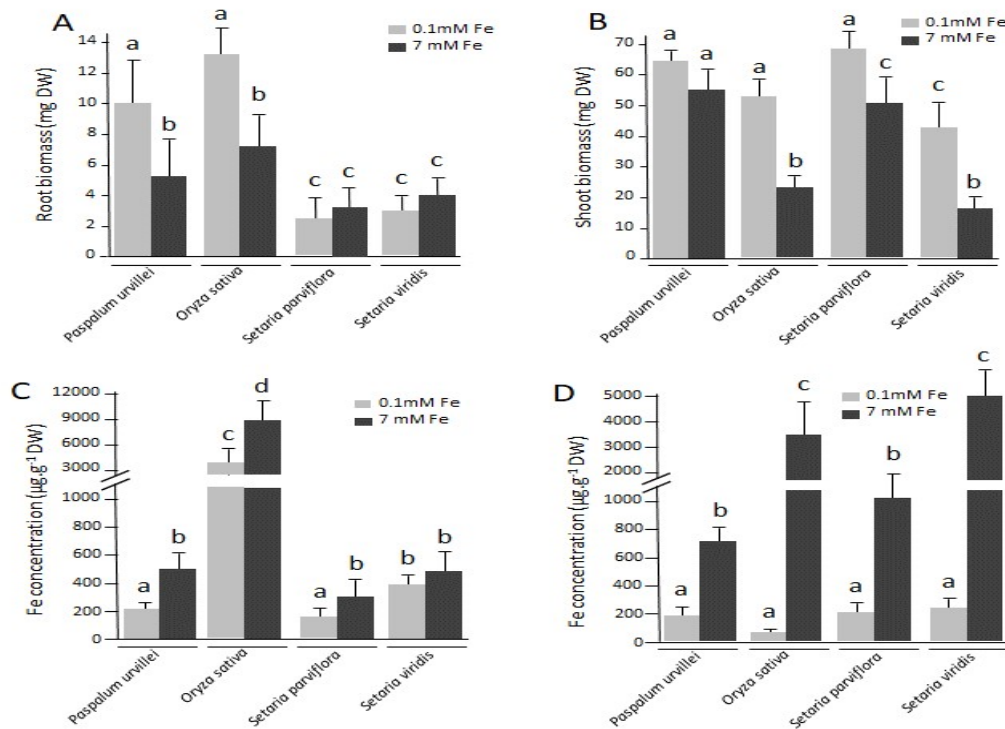 A
0.1mM Fe
7 mM Fe
Root biomass (mg DW)
14
12
10
8
6
4
2
0
a
b
a
b
c
c
c
c
Paspalum urvillei
Oryza sativa
Setaria parviflora
Setaria viridis
B
0.1mM Fe
7 mM Fe
Shoot biomass (mg DW)
70
60
50
40
30
20
10
0
a
a
a
b
a
c
c
b
Paspalum urvillei
Oryza sativa
Setaria parviflora
Setaria viridis
C
0.1mM Fe
7 mM Fe
Fe concentration (µg.g⁻¹ DW)
12000
9000
6000
3000
1000
800
600
400
200
0
a
b
c
d
a
b
b
b
Paspalum urvillei
Oryza sativa
Setaria parviflora
Setaria viridis
D
0.1mM Fe
7 mM Fe
Fe concentration (µg.g⁻¹ DW)
5000
4000
3000
2000
1000
800
600
400
200
0
a
b
a
c
a
b
a
c
Paspalum urvillei
Oryza sativa
Setaria parviflora
Setaria viridis